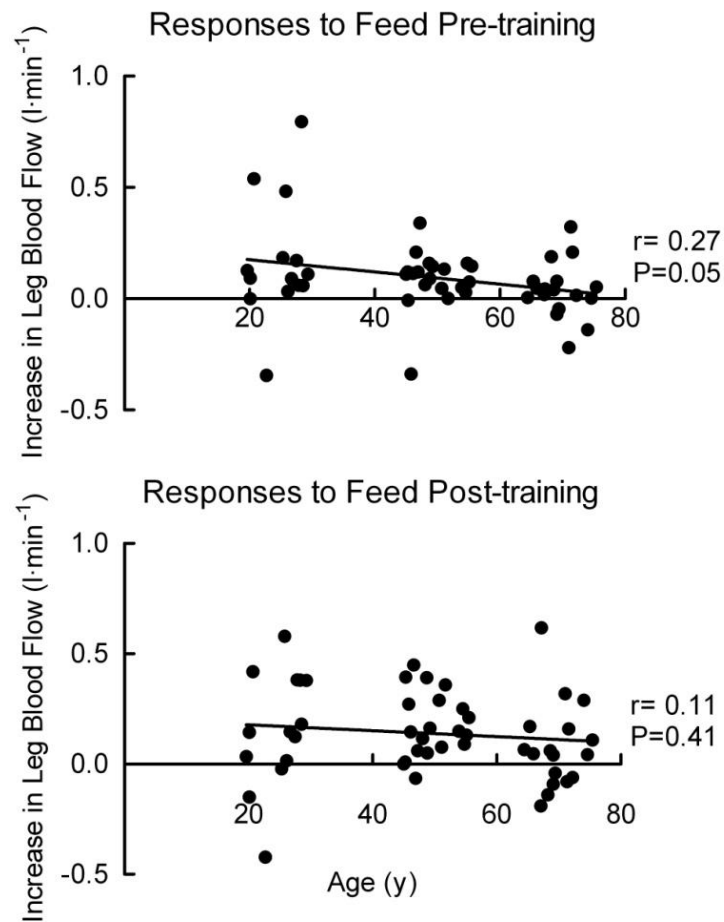 Responses to Feed Pre-training
Increase in Leg Blood Flow (l·min⁻¹)
1.0
0.5
0.0
-0.5
20 40 60 80
r= 0.27
P=0.05
Responses to Feed Post-training
Increase in Leg Blood Flow (l·min⁻¹)
1.0
0.5
0.0
-0.5
20 40 60 80
r= 0.11
P=0.41
Age (y)